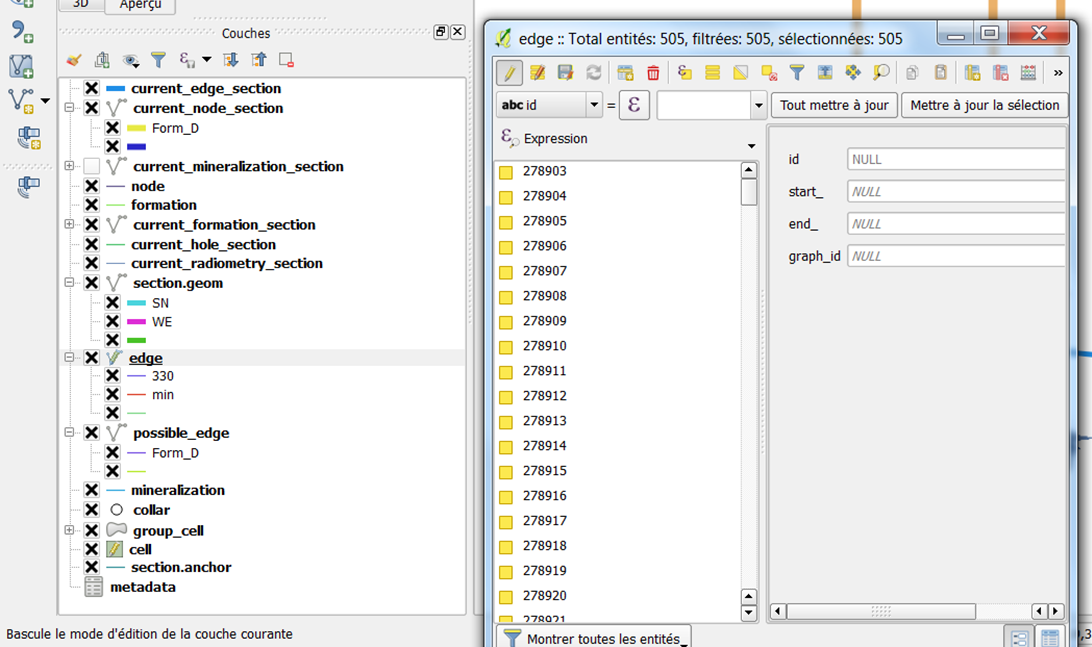 3D
Aperçu
Couches
current_edge_section
current_node_section
Form_D
current_mineralization_section
node
formation
current_formation_section
current_hole_section
current_radiometry_section
section.geom
SN
WE
edge
330
min
possible_edge
Form_D
mineralization
collar
group_cell
cell
section.anchor
metadata
Bascule le mode d'édition de la couche courante
edge :: Total entités: 505, filtrées: 505, sélectionnées: 505
»
abc id
=
ε
Tout mettre à jour
Mettre à jour la sélection
Expression
278903
278904
278905
278906
278907
278908
278909
278910
278911
278912
278913
278914
278915
278916
278917
278918
278919
278920
278921
id NULL
start_ NULL
end_ NULL
graph_id NULL
Montrer toutes les entités